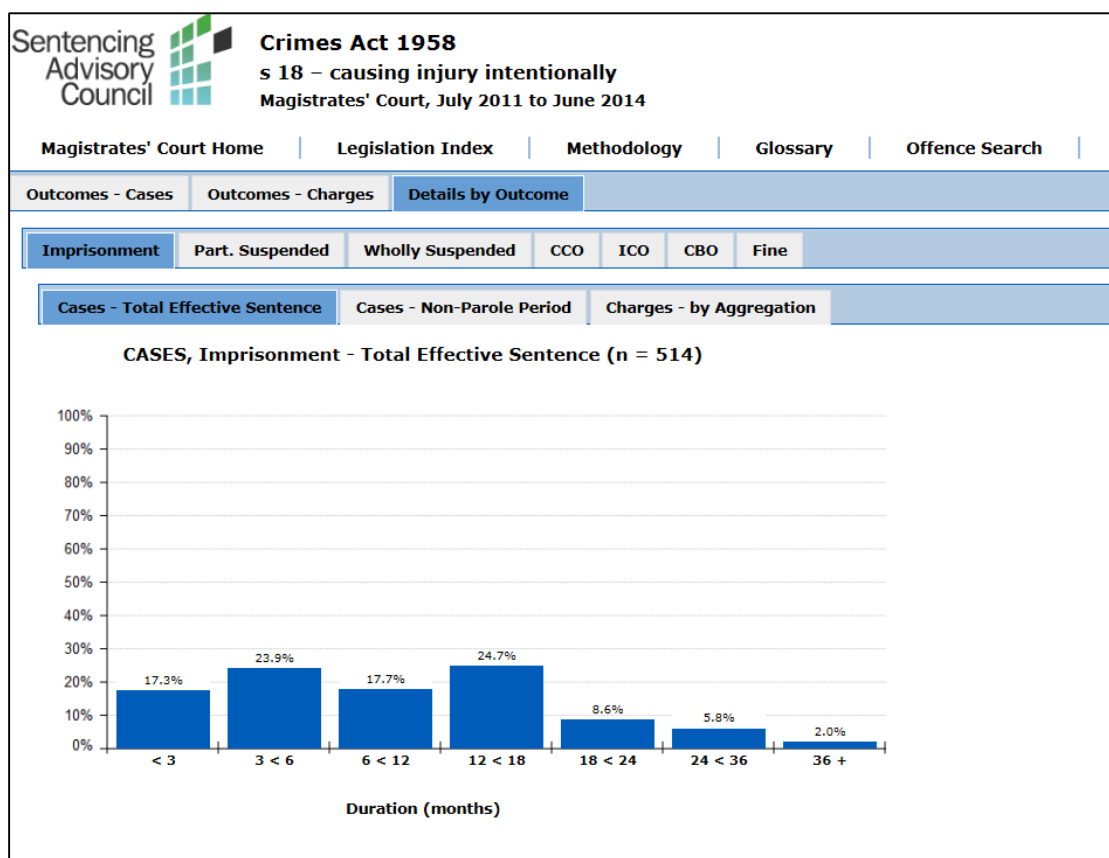 Sentencing
Advisory
Council
Crimes Act 1958
s 18 – causing injury intentionally
Magistrates' Court, July 2011 to June 2014
Magistrates' Court Home | Legislation Index | Methodology | Glossary | Offence Search |
Outcomes - Cases Outcomes - Charges Details by Outcome
Imprisonment Part. Suspended Wholly Suspended CCO ICO CBO Fine
Cases - Total Effective Sentence Cases - Non-Parole Period Charges - by Aggregation
CASES, Imprisonment - Total Effective Sentence (n = 514)
100%
90%
80%
70%
60%
50%
40%
30%
20%
10%
0%
17.3% 23.9% 17.7% 24.7% 8.6% 5.8% 2.0%
< 3 3 < 6 6 < 12 12 < 18 18 < 24 24 < 36 36 +
Duration (months)